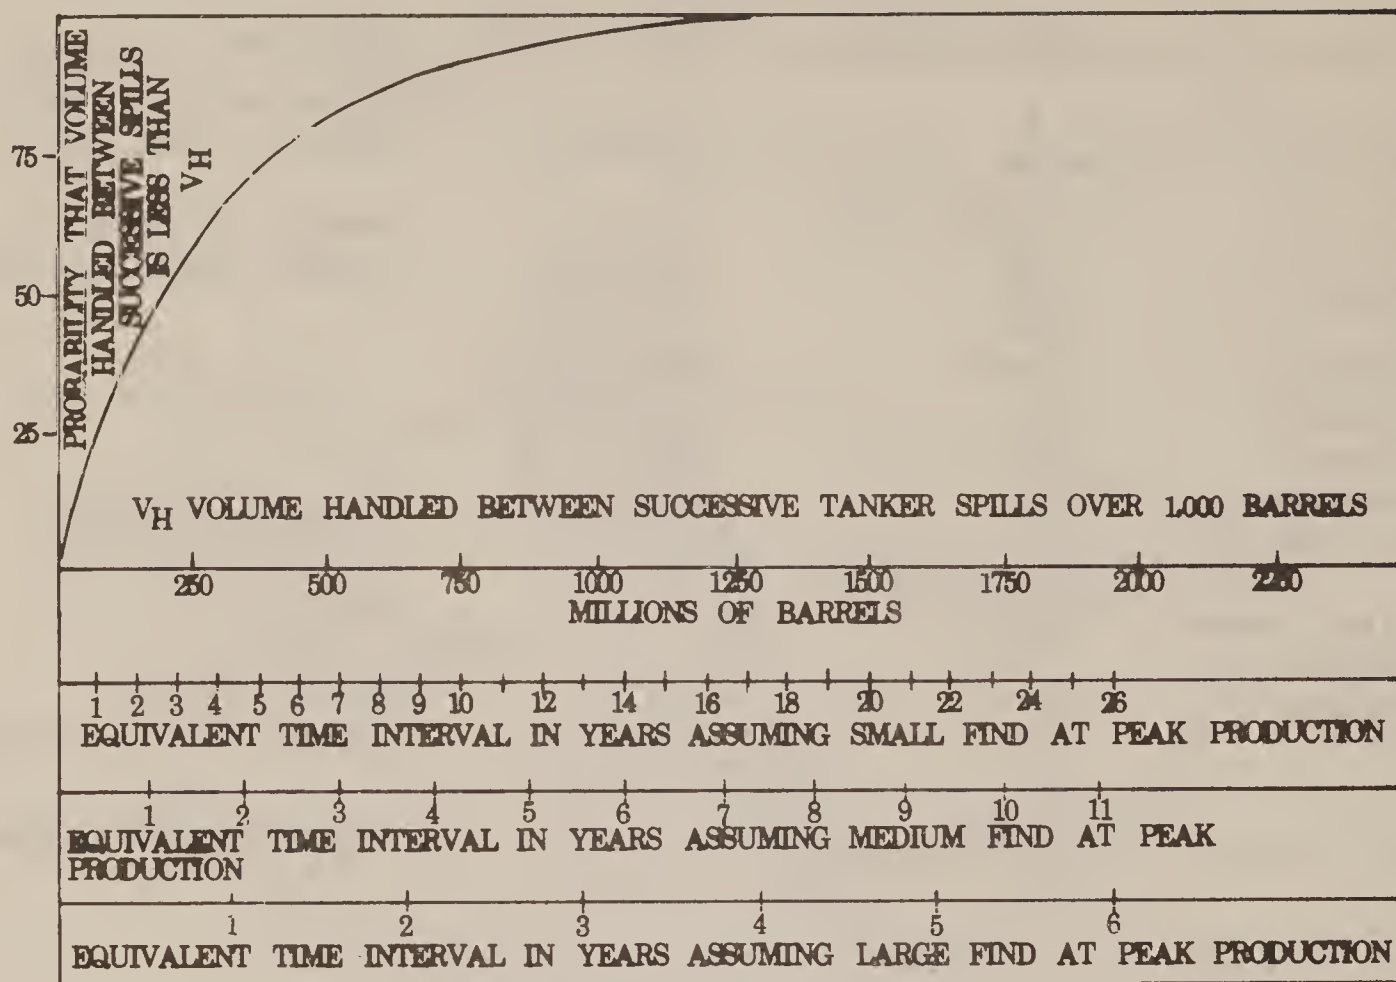 PRORABILITY THAT VOLUME
HANDLED BETWEEN
SUCCESSIVE SPILLS
IS LESS THAN
VH
75
50
25
VH VOLUME HANDLED BETWEEN SUCCESSIVE TANKER SPILLS OVER 1.000 BARRELS
250 500 750 1000 1250 1500 1750 2000 2250
MILLIONS OF BARRELS
1 2 3 4 5 6 7 8 9 10 12 14 16 18 20 22 24 26
EQUIVALENT TIME INTERVAL IN YEARS ASSUMING SMALL FIND AT PEAK PRODUCTION
1 2 3 4 5 6 7 8 9 10 11
EQUIVALENT TIME INTERVAL IN YEARS ASSUMING MEDIUM FIND AT PEAK
PRODUCTION
1 2 3 4 5 6
EQUIVALENT TIME INTERVAL IN YEARS ASSUMING LARGE FIND AT PEAK PRODUCTION